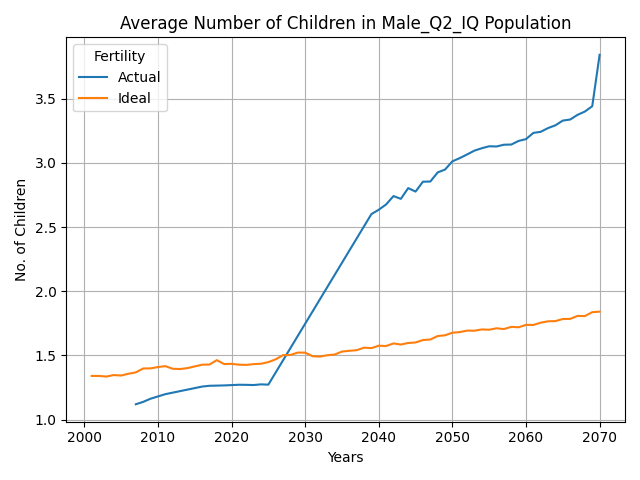 Average Number of Children in Male_Q2_IQ Population
Fertility
Actual
Ideal
No. of Children
3.5
3.0
2.5
2.0
1.5
1.0
2000 2010 2020 2030 2040 2050 2060 2070
Years